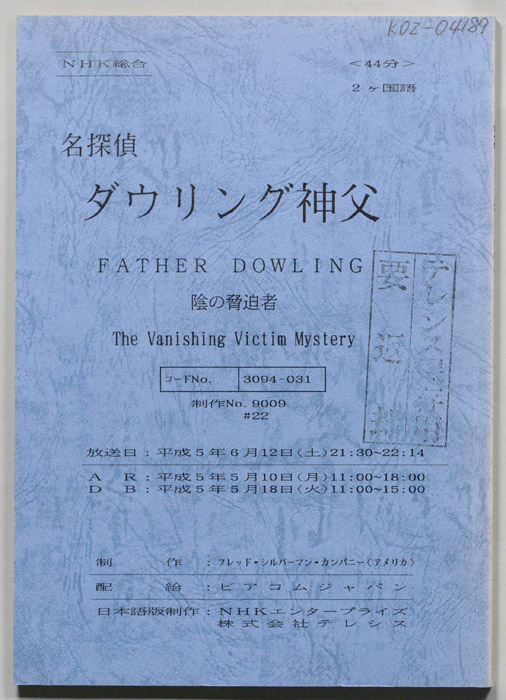 KOZ-04189
NHK総合
<44分>
2ヶ国語
名探偵
ダウリング神父
FATHER DOWLING
陰の脅迫者
The Vanishing Victim Mystery
コードNo. 3094-031
制作No. 9009
#22
放送日:平成5年6月12日(土)21:30~22:14
A R:平成5年5月10日(月)11:00~18:00
D B:平成5年5月18日(火)11:00~15:00
制 作:フレッド・シルバーマン・カンパニー(アメリカ)
配 給:ビアコムジャパン
日本語版制作:NHKエンタープライズ
株式会社テレシス
テレシス
要返